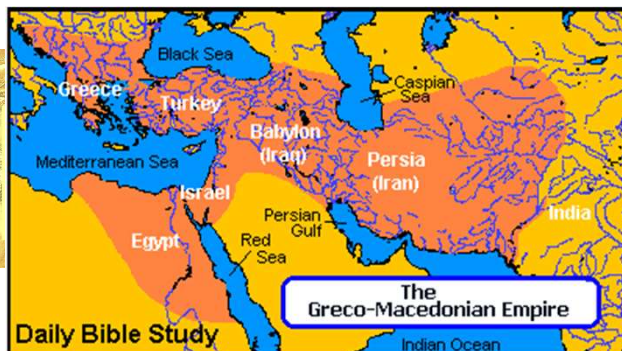 Black Sea
Greece
Turkey
Caspian
Sea
Babylon
(Iraq)
Mediterranean Sea
Persia
(Iran)
Israel
India
Persian
Gulf
Egypt
Red
Sea
The
Greco-Macedonian Empire
Daily Bible Study
Indian Ocean